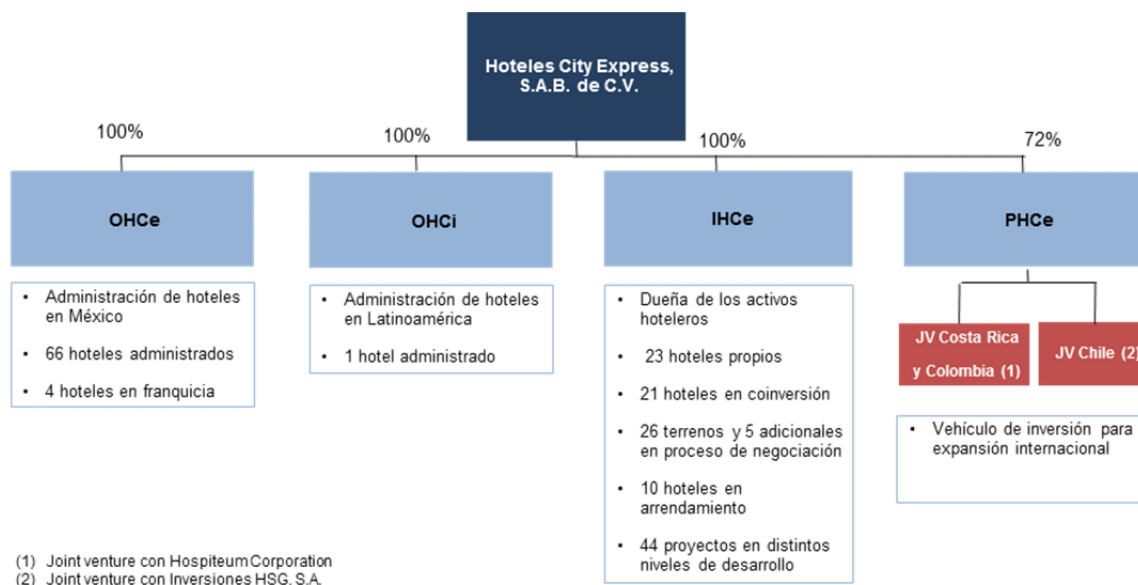 Hoteles City Express,
S.A.B. de C.V.
100%
100%
100%
72%
OHCe
OHCi
IHCe
PHCe
• Administración de hoteles
en México
• 66 hoteles administrados
• 4 hoteles en franquicia
• Administración de hoteles
en Latinoamérica
• 1 hotel administrado
• Dueña de los activos
hoteleros
• 23 hoteles propios
• 21 hoteles en coinversión
• 26 terrenos y 5 adicionales
en proceso de negociación
• 10 hoteles en
arrendamiento
• 44 proyectos en distintos
niveles de desarrollo
JV Costa Rica
y Colombia (1)
JV Chile (2)
• Vehículo de inversión para
expansión internacional
(1) Joint venture con Hospiteum Corporation
(2) Joint venture con Inversiones HSG, S.A.